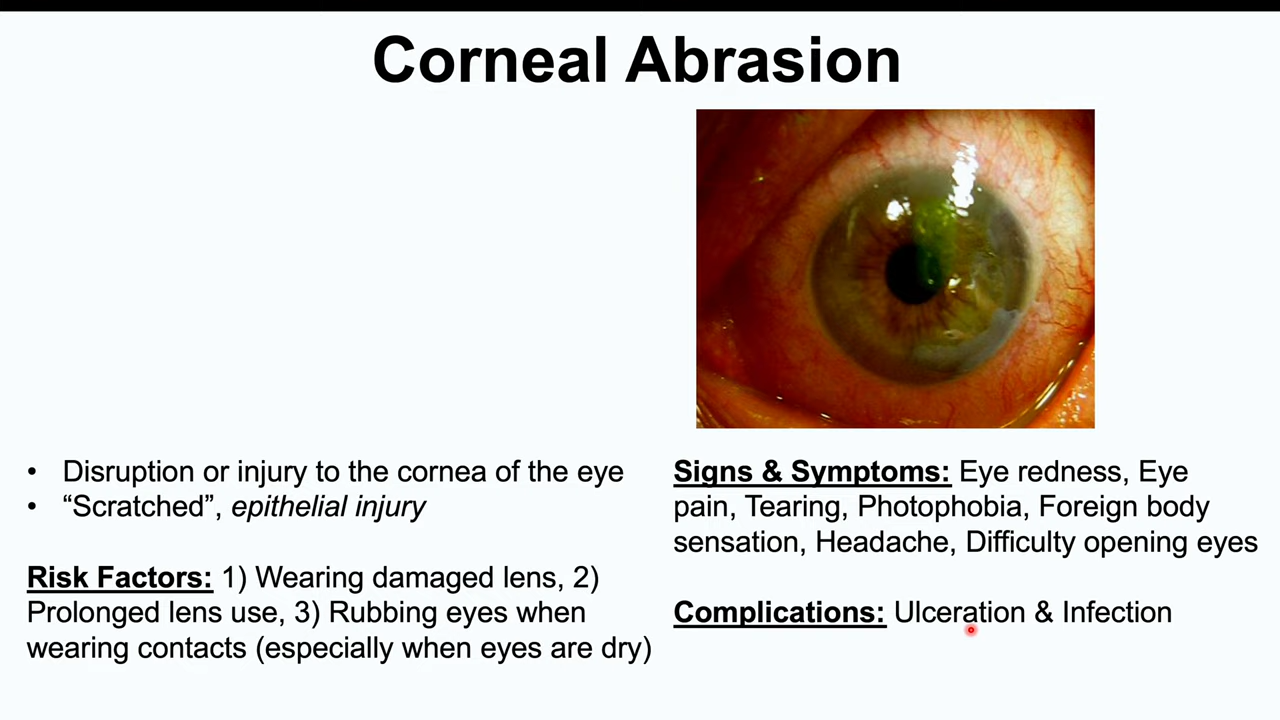 Corneal Abrasion
• Disruption or injury to the cornea of the eye
• “Scratched”, epithelial injury
Risk Factors: 1) Wearing damaged lens, 2)
Prolonged lens use, 3) Rubbing eyes when
wearing contacts (especially when eyes are dry)
Signs & Symptoms: Eye redness, Eye
pain, Tearing, Photophobia, Foreign body
sensation, Headache, Difficulty opening eyes
Complications: Ulceration & Infection